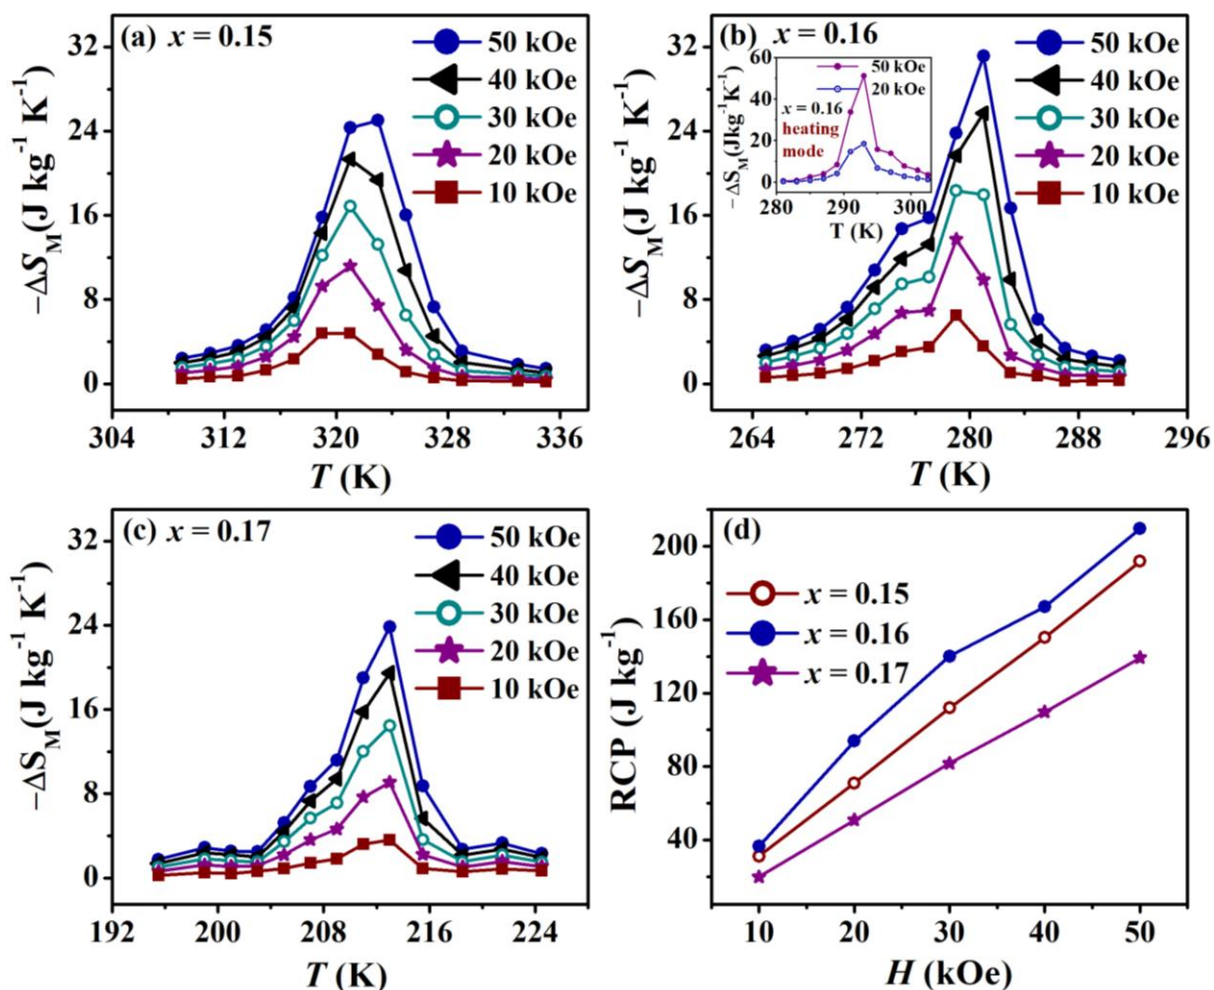 (a) x = 0.15
50 kOe
40 kOe
30 kOe
20 kOe
10 kOe
−ΔS_M(J kg⁻¹ K⁻¹)
32
24
16
8
0
304 312 320 328 336
T (K)
(b) x = 0.16
50 kOe
40 kOe
30 kOe
20 kOe
10 kOe
−ΔS_M(J kg⁻¹ K⁻¹)
32
24
16
8
0
264 272 280 288 296
T (K)
50 kOe
20 kOe
x = 0.16
heating
mode
−ΔS_M(Jkg⁻¹K⁻¹)
60
40
20
0
280 290 300
T (K)
(c) x = 0.17
50 kOe
40 kOe
30 kOe
20 kOe
10 kOe
−ΔS_M(J kg⁻¹ K⁻¹)
32
24
16
8
0
192 200 208 216 224
T (K)
(d)
x = 0.15
x = 0.16
x = 0.17
RCP (J kg⁻¹)
200
160
120
80
40
10 20 30 40 50
H (kOe)